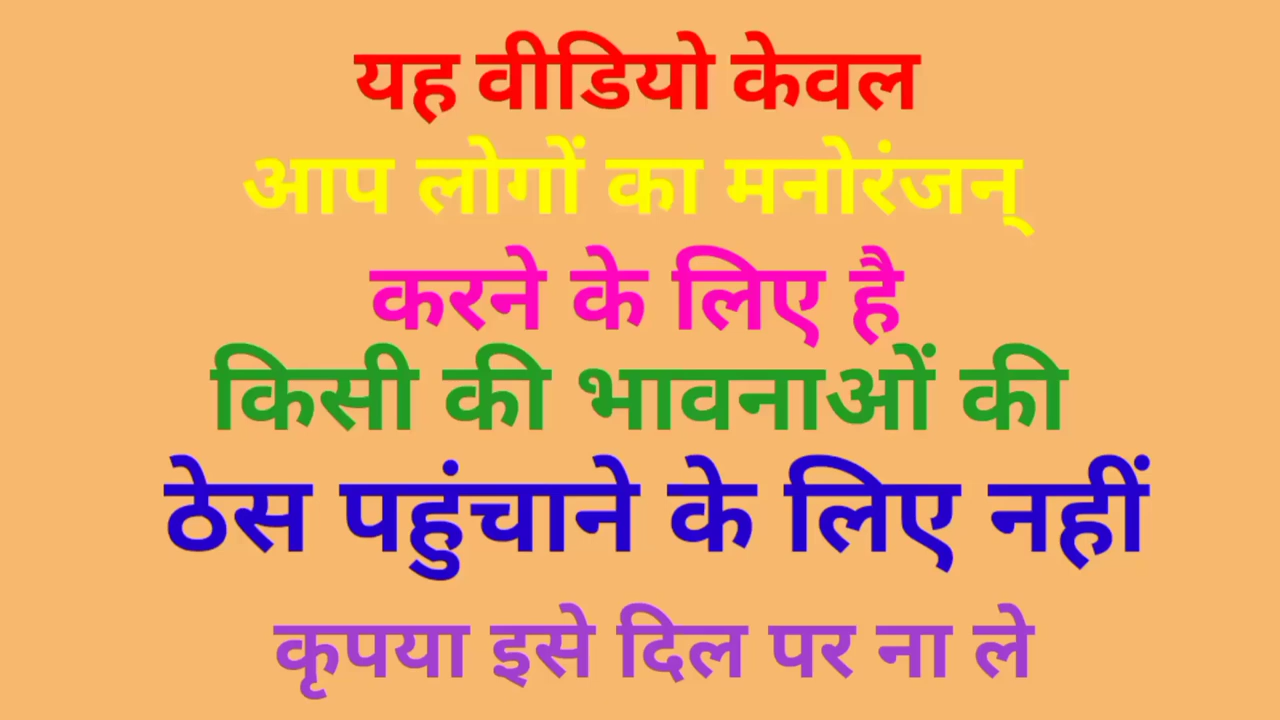 यह वीडियो केवल
आप लोगों का मनोरंजन्
करने के लिए है
किसी की भावनाओं की
ठेस पहुंचाने के लिए नहीं
कृपया इसे दिल पर ना ले